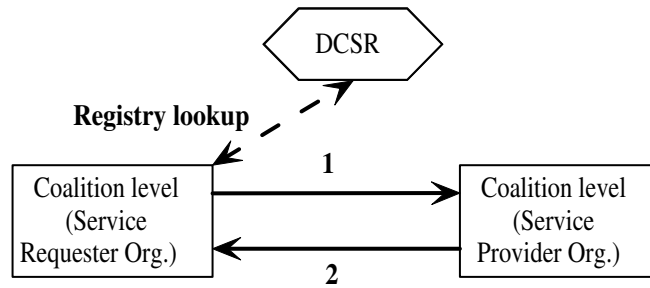 DCSR
Registry lookup
1
Coalition level
(Service
Requester Org.)
Coalition level
(Service
Provider Org.)
2